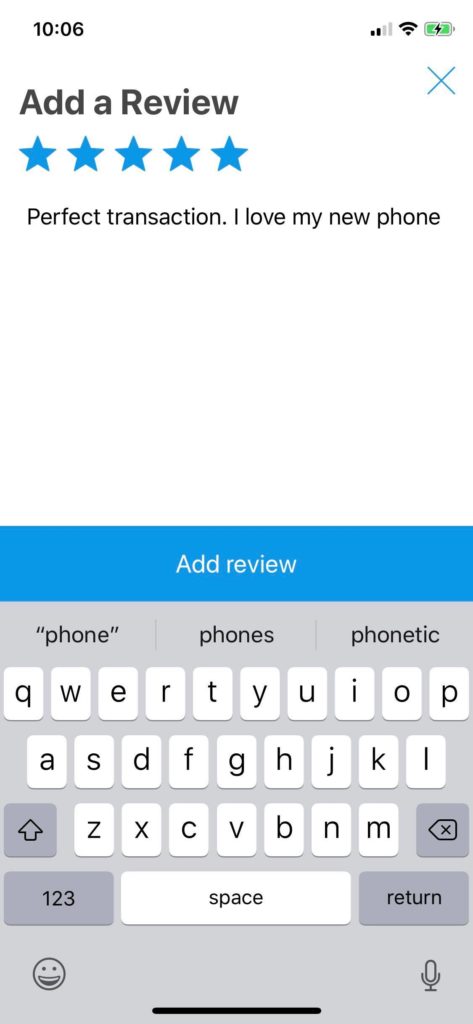 10:06
Add a Review
Perfect transaction. I love my new phone
Add review
“phone” phones phonetic
q w e r t y u i o p
a s d f g h j k l
z x c v b n m
123 space return